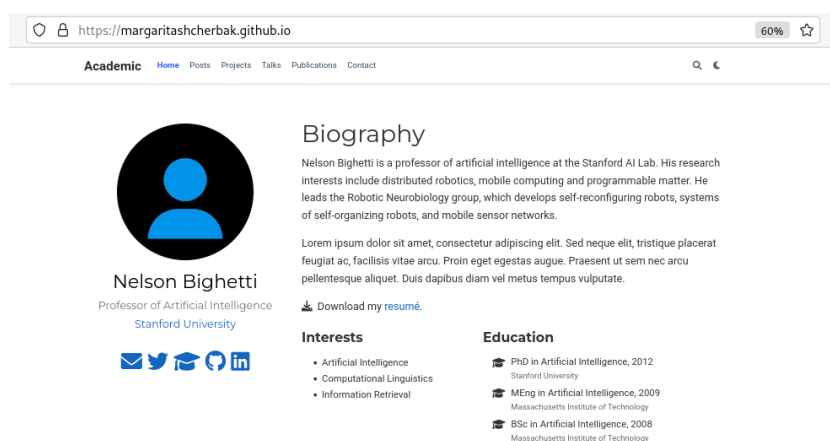 https://margaritashcherbak.github.io
60%
Academic Home Posts Projects Talks Publications Contact
Biography
Nelson Bighetti is a professor of artificial intelligence at the Stanford AI Lab. His research
interests include distributed robotics, mobile computing and programmable matter. He
leads the Robotic Neurobiology group, which develops self-reconfiguring robots, systems
of self-organizing robots, and mobile sensor networks.
Lorem ipsum dolor sit amet, consectetur adipiscing elit. Sed neque elit, tristique placerat
feugiat ac, facilisis vitae arcu. Proin eget egestas augue. Praesent ut sem nec arcu
pellentesque aliquet. Duis dapibus diam vel metus tempus vulputate.
Download my resumé.
Nelson Bighetti
Professor of Artificial Intelligence
Stanford University
Interests
• Artificial Intelligence
• Computational Linguistics
• Information Retrieval
Education
PhD in Artificial Intelligence, 2012
Stanford University
MEng in Artificial Intelligence, 2009
Massachusetts Institute of Technology
BSc in Artificial Intelligence, 2008
Massachusetts Institute of Technology